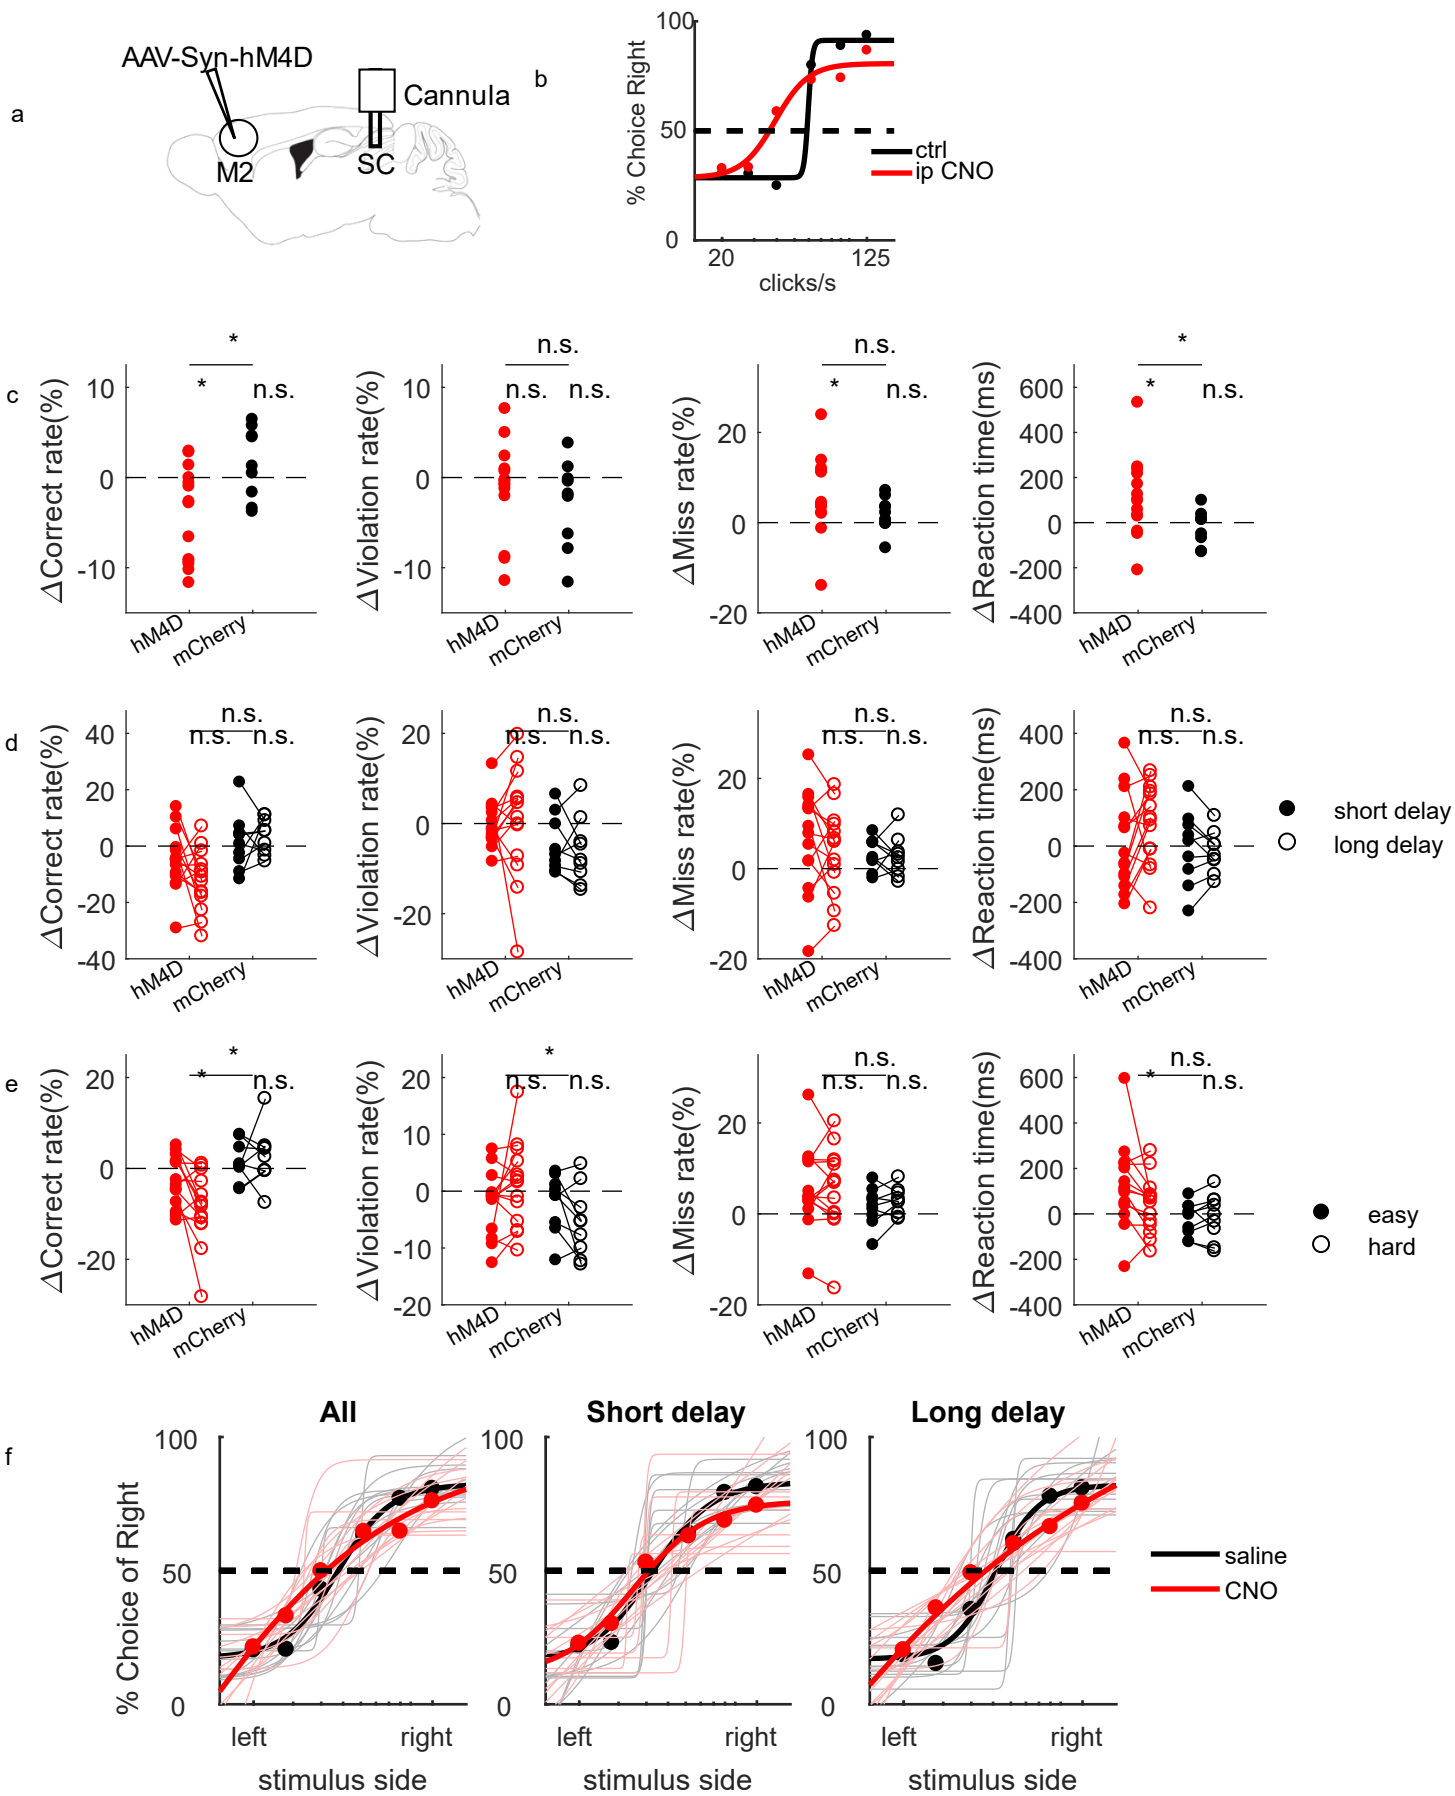 a
AAV-Syn-hM4D
Cannula
M2
SC
b
% Choice Right
100
50
0
20
125
clicks/s
ctrl
ip CNO
c
ΔCorrect rate(%)
*
*
n.s.
10
0
-10
hM4D
mCherry
ΔViolation rate(%)
n.s.
n.s.
n.s.
10
0
-10
hM4D
mCherry
ΔMiss rate(%)
n.s.
*
n.s.
20
0
-20
hM4D
mCherry
ΔReaction time(ms)
*
*
n.s.
600
400
200
0
-200
-400
hM4D
mCherry
d
ΔCorrect rate(%)
n.s.
n.s.
n.s.
40
20
0
-20
-40
hM4D
mCherry
ΔViolation rate(%)
n.s.
n.s.
n.s.
20
0
-20
hM4D
mCherry
ΔMiss rate(%)
n.s.
n.s.
n.s.
20
0
-20
hM4D
mCherry
ΔReaction time(ms)
n.s.
n.s.
n.s.
400
200
0
-200
-400
hM4D
mCherry
short delay
long delay
e
ΔCorrect rate(%)
*
*
n.s.
20
0
-20
hM4D
mCherry
ΔViolation rate(%)
*
n.s.
n.s.
20
10
0
-10
-20
hM4D
mCherry
ΔMiss rate(%)
n.s.
n.s.
n.s.
20
0
-20
hM4D
mCherry
ΔReaction time(ms)
n.s.
*
n.s.
600
400
200
0
-200
-400
hM4D
mCherry
easy
hard
f
% Choice of Right
All
100
50
0
left
right
stimulus side
Short delay
100
50
0
left
right
stimulus side
Long delay
100
50
0
left
right
stimulus side
saline
CNO